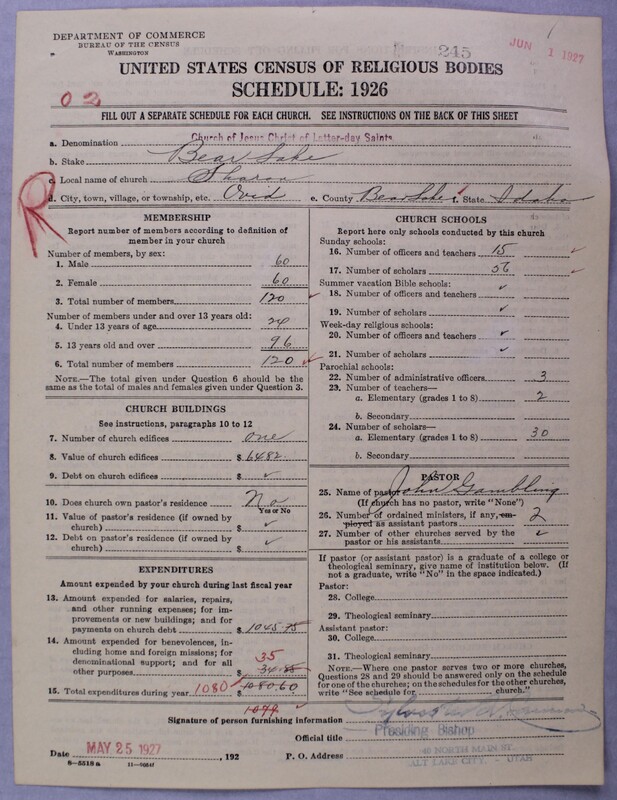 DEPARTMENT OF COMMERCE
BUREAU OF THE CENSUS
WASHINGTON
245
JUN 1 1927
UNITED STATES CENSUS OF RELIGIOUS BODIES
SCHEDULE: 1926
02
FILL OUT A SEPARATE SCHEDULE FOR EACH CHURCH. SEE INSTRUCTIONS ON THE BACK OF THIS SHEET
a. Denomination Church of Jesus Christ of Latter-day Saints
b. Stake Bear Lake
c. Local name of church Sharon
d. City, town, village, or township, etc. Ovid e. County Bear Lake f. State Idaho
R
MEMBERSHIP
Report number of members according to definition of
member in your church
Number of members, by sex:
1. Male 60
2. Female 60
3. Total number of members 120
Number of members under and over 13 years old:
4. Under 13 years of age 24
5. 13 years old and over 96
6. Total number of members 120
NOTE.—The total given under Question 6 should be the
same as the total of males and females given under Question 3.
CHURCH BUILDINGS
See instructions, paragraphs 10 to 12
7. Number of church edifices one
8. Value of church edifices $ 6482.
9. Debt on church edifices $
10. Does church own pastor's residence No
Yes or No
11. Value of pastor's residence (if owned by
church) $
12. Debt on pastor's residence (if owned by
church) $
EXPENDITURES
Amount expended by your church during last fiscal year
13. Amount expended for salaries, repairs,
and other running expenses; for im-
provements or new buildings; and for
payments on church debt $ 1045.75
14. Amount expended for benevolences, in-
cluding home and foreign missions; for
denominational support; and for all 35
other purposes $ 34.85
15. Total expenditures during year 1080 $ 1080.60
1079
CHURCH SCHOOLS
Report here only schools conducted by this church
Sunday schools:
16. Number of officers and teachers 15
17. Number of scholars 56
Summer vacation Bible schools:
18. Number of officers and teachers
19. Number of scholars
Week-day religious schools:
20. Number of officers and teachers
21. Number of scholars
Parochial schools:
22. Number of administrative officers 3
23. Number of teachers—
a. Elementary (grades 1 to 8) 2
b. Secondary
24. Number of scholars—
a. Elementary (grades 1 to 8) 30
b. Secondary
PASTOR
25. Name of pastor John Gambling
(If church has no pastor, write "None")
26. Number of ordained ministers, if any, em-
ployed as assistant pastors 2
27. Number of other churches served by the
pastor or his assistants
If pastor (or assistant pastor) is a graduate of a college or
theological seminary, give name of institution below. (If
not a graduate, write "No" in the space indicated.)
Pastor:
28. College
29. Theological seminary
Assistant pastor:
30. College
31. Theological seminary
NOTE.—Where one pastor serves two or more churches,
Questions 28 and 29 should be answered only on the schedule
for one of the churches; on the schedules for the other churches,
write "See schedule for church."
Signature of person furnishing information
Official title Presiding Bishop
Date MAY 25 1927 , 192 P. O. Address 40 NORTH MAIN ST.
SALT LAKE CITY, - UTAH